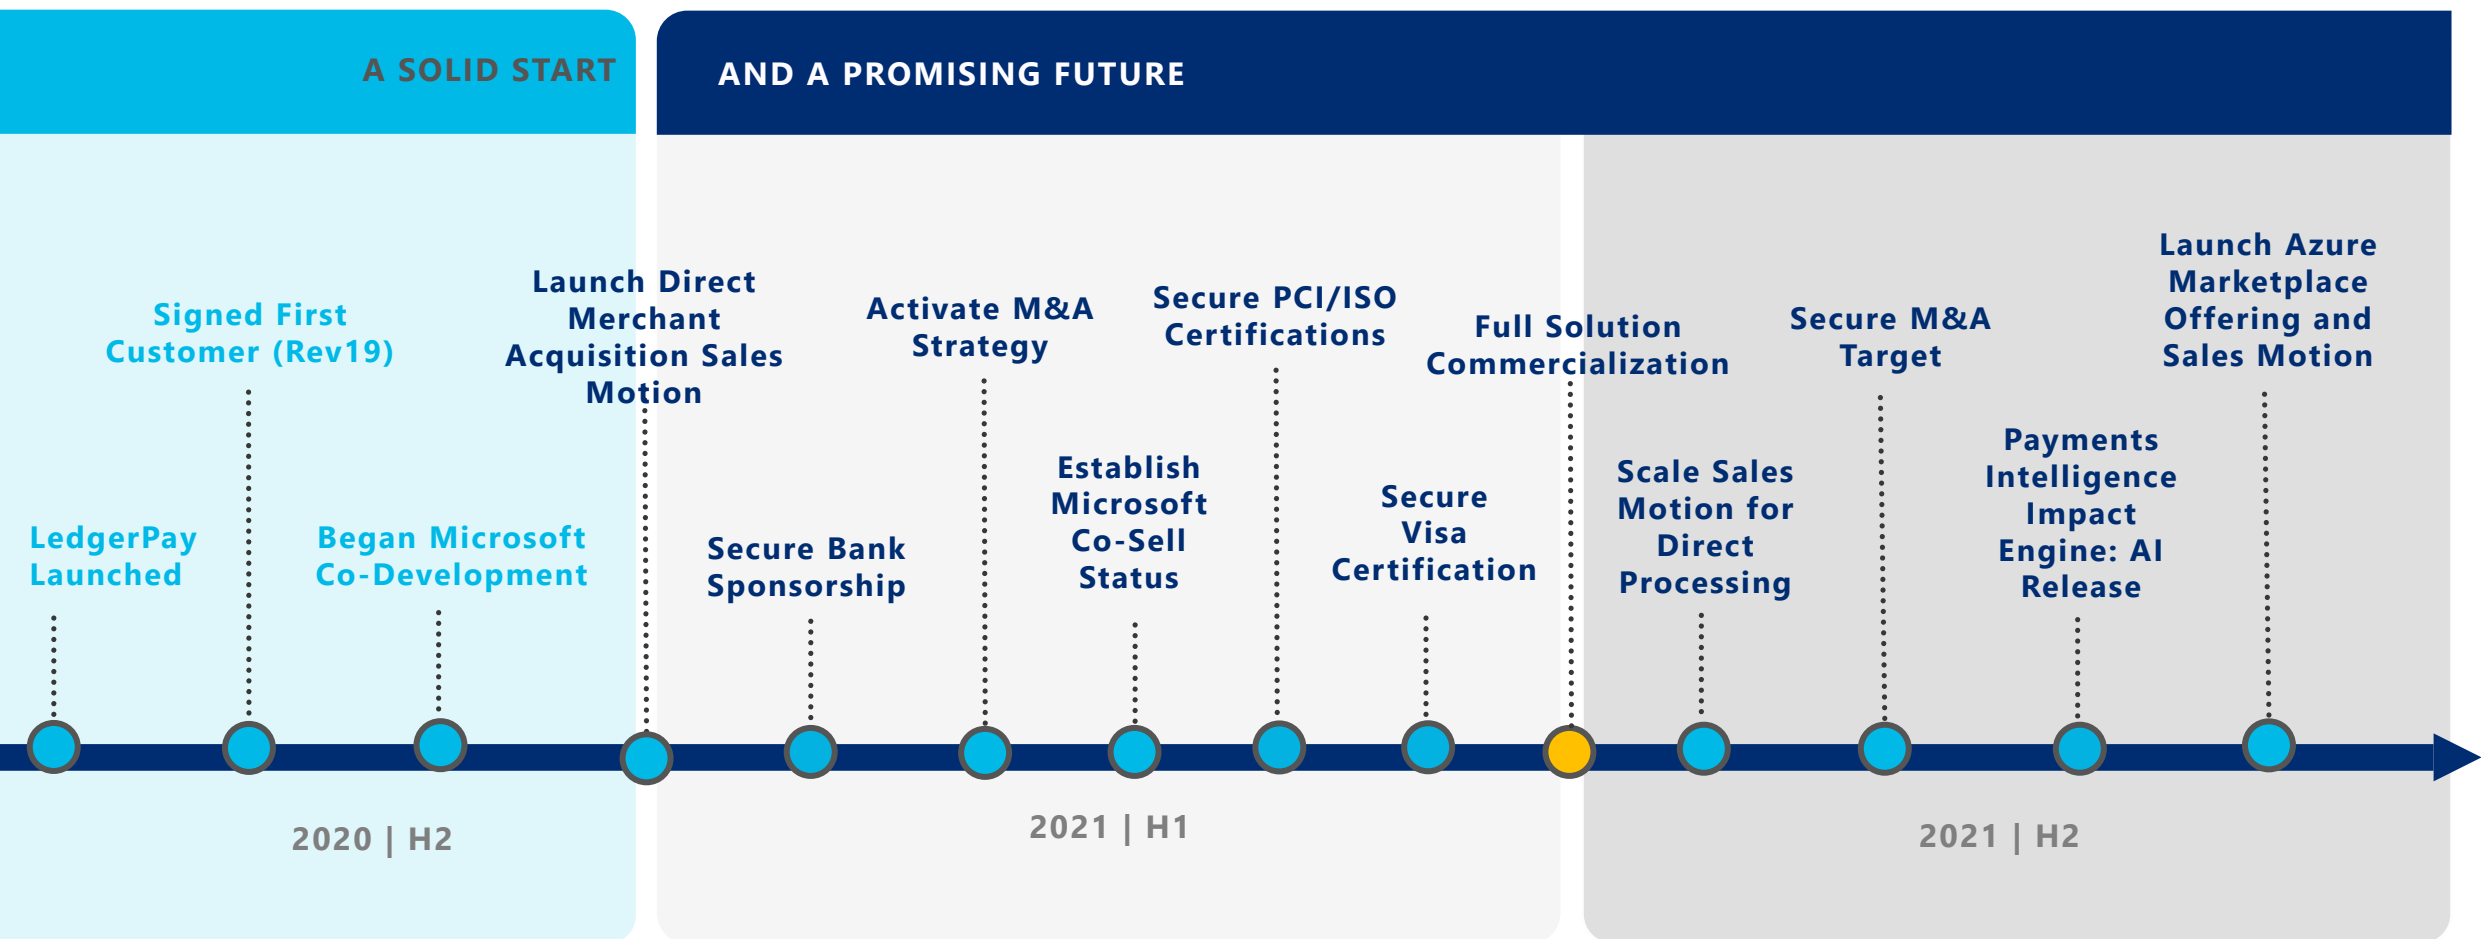 A SOLID START
AND A PROMISING FUTURE
LedgerPay
Launched
Signed First
Customer (Rev19)
Began Microsoft
Co-Development
Launch Direct
Merchant
Acquisition Sales
Motion
Secure Bank
Sponsorship
Activate M&A
Strategy
Establish
Microsoft
Co-Sell
Status
Secure PCI/ISO
Certifications
Secure
Visa
Certification
Full Solution
Commercialization
Scale Sales
Motion for
Direct
Processing
Secure M&A
Target
Payments
Intelligence
Impact
Engine: AI
Release
Launch Azure
Marketplace
Offering and
Sales Motion
2020 | H2
2021 | H1
2021 | H2